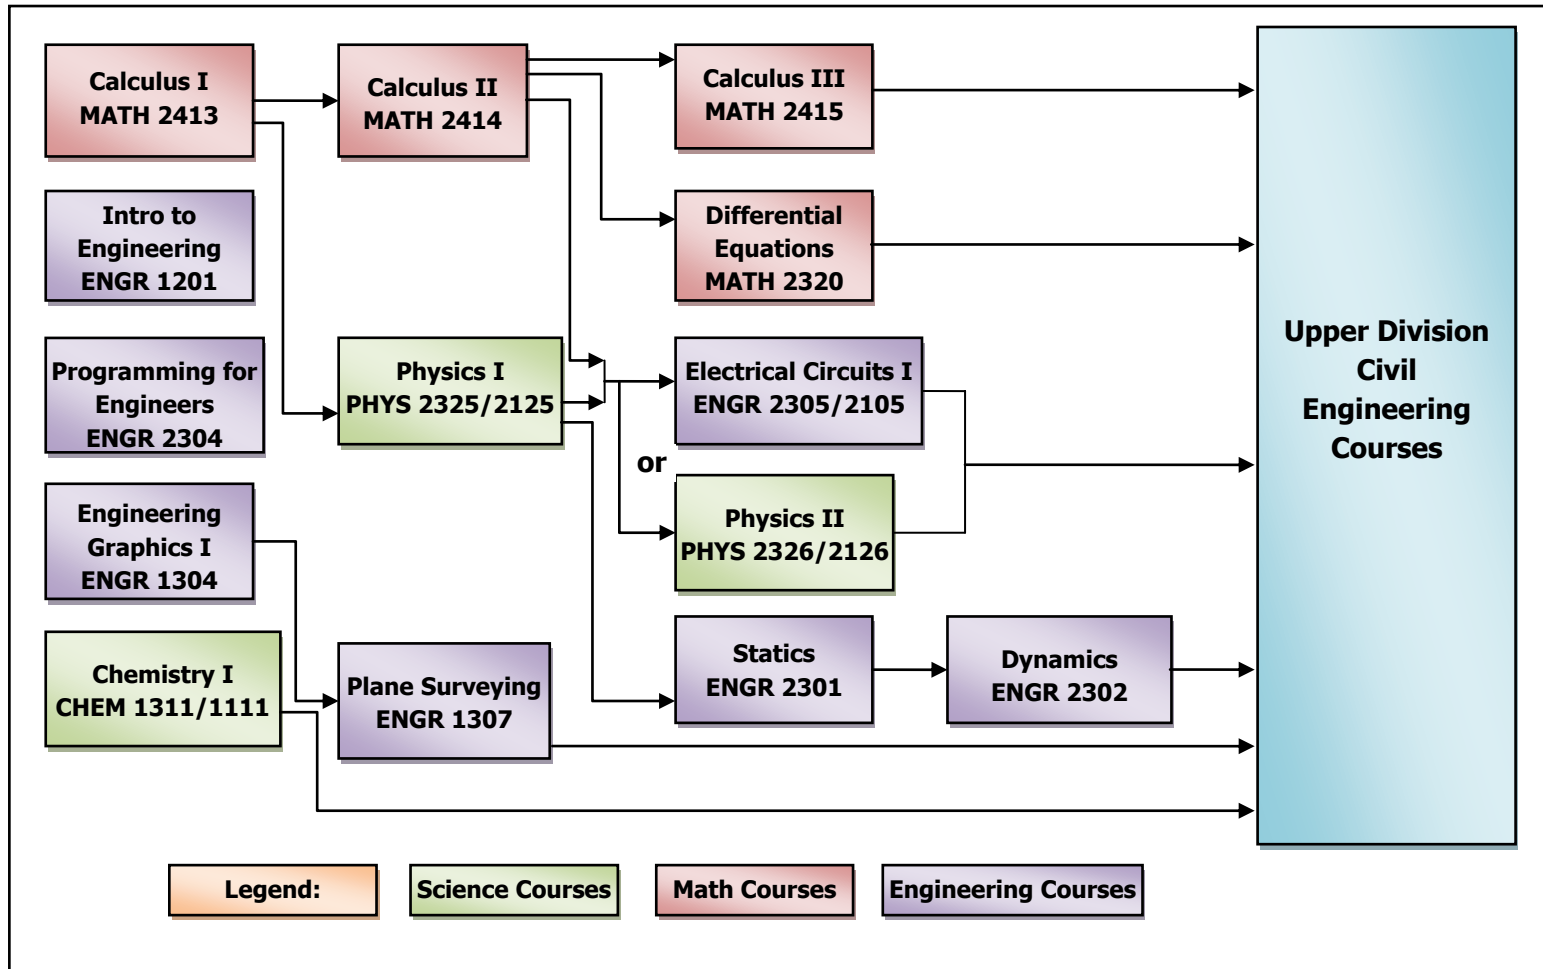 Calculus I
MATH 2413
Calculus II
MATH 2414
Calculus III
MATH 2415
Intro to
Engineering
ENGR 1201
Differential
Equations
MATH 2320
Programming for
Engineers
ENGR 2304
Physics I
PHYS 2325/2125
Electrical Circuits I
ENGR 2305/2105
or
Physics II
PHYS 2326/2126
Engineering
Graphics I
ENGR 1304
Chemistry I
CHEM 1311/1111
Plane Surveying
ENGR 1307
Statics
ENGR 2301
Dynamics
ENGR 2302
Upper Division
Civil
Engineering
Courses
Legend:
Science Courses
Math Courses
Engineering Courses